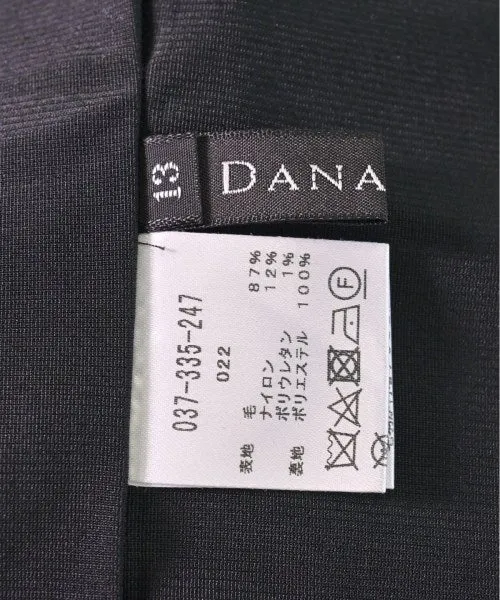 13
DANA
037-335-247
022
表地 毛 87%
ナイロン 12%
ポリウレタン 1%
裏地 ポリエステル 100%
F